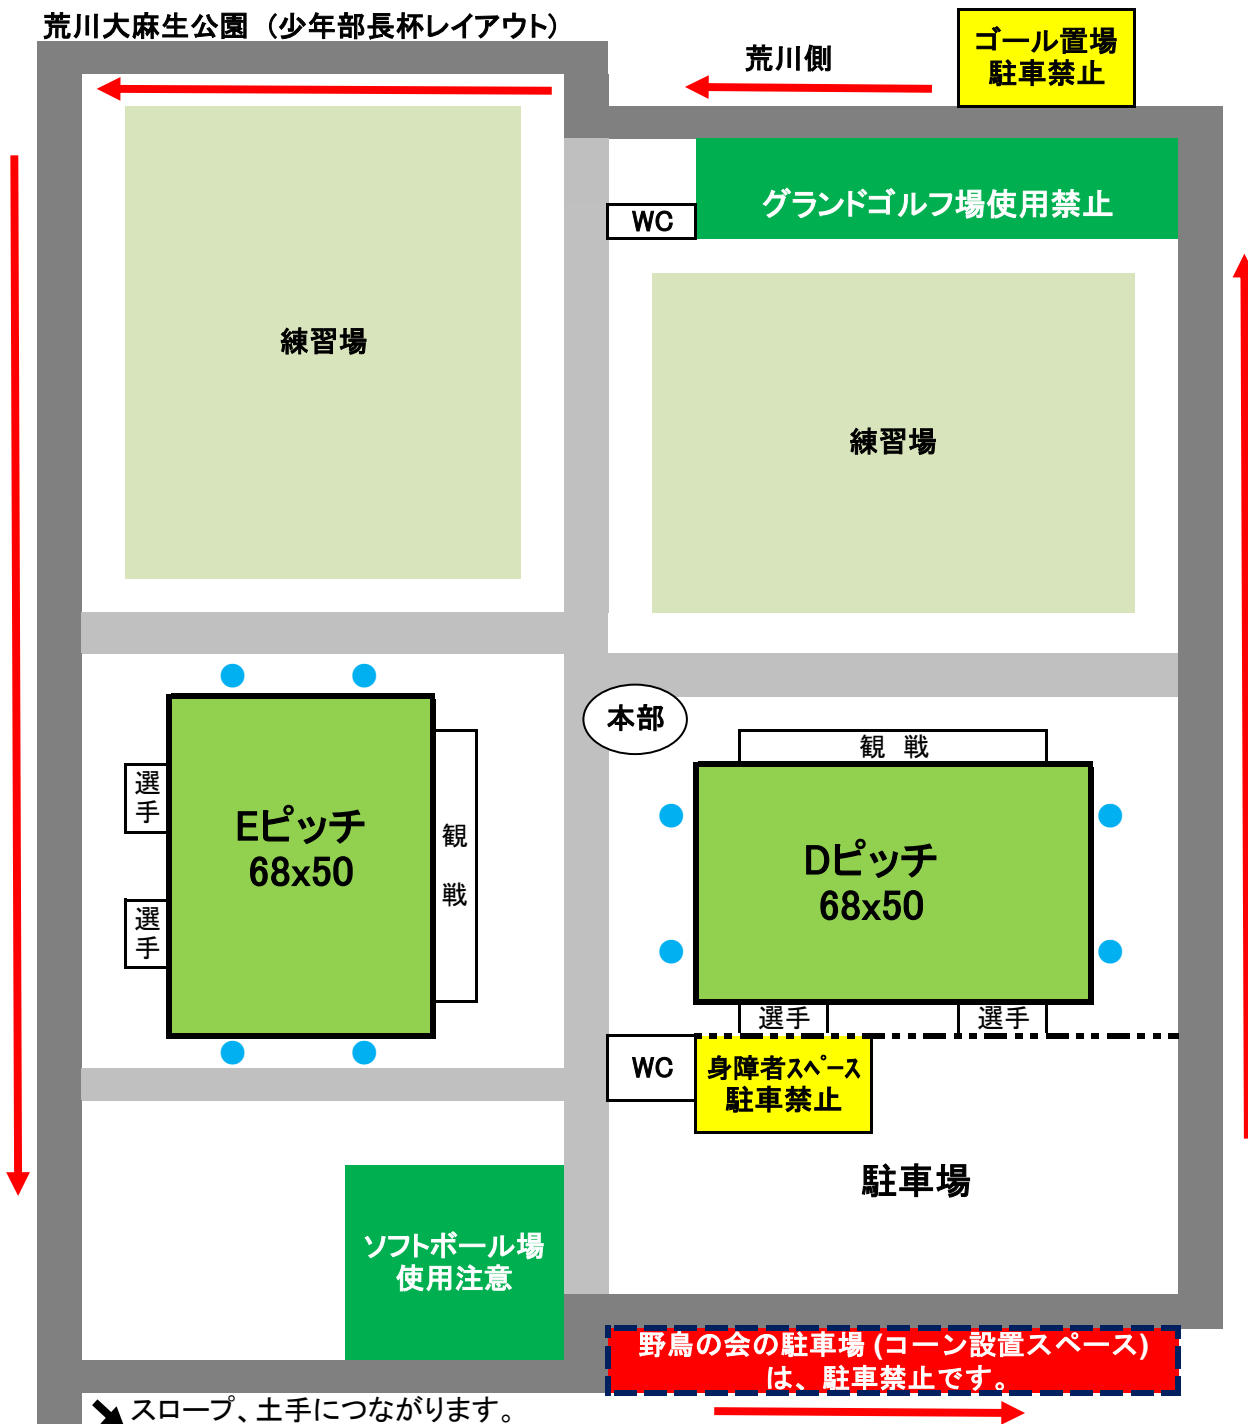 荒川大麻生公園（少年部長杯レイアウト）
荒川側
ゴール置場
駐車禁止
グランドゴルフ場使用禁止
WC
練習場
練習場
本部
観 戦
選手
選手
Eピッチ
68x50
観戦
Dピッチ
68x50
選手
選手
WC
身障者スペース
駐車禁止
駐車場
ソフトボール場
使用注意
野鳥の会の駐車場(コーン設置スペース)
は、駐車禁止です。
スロープ、土手につながります。